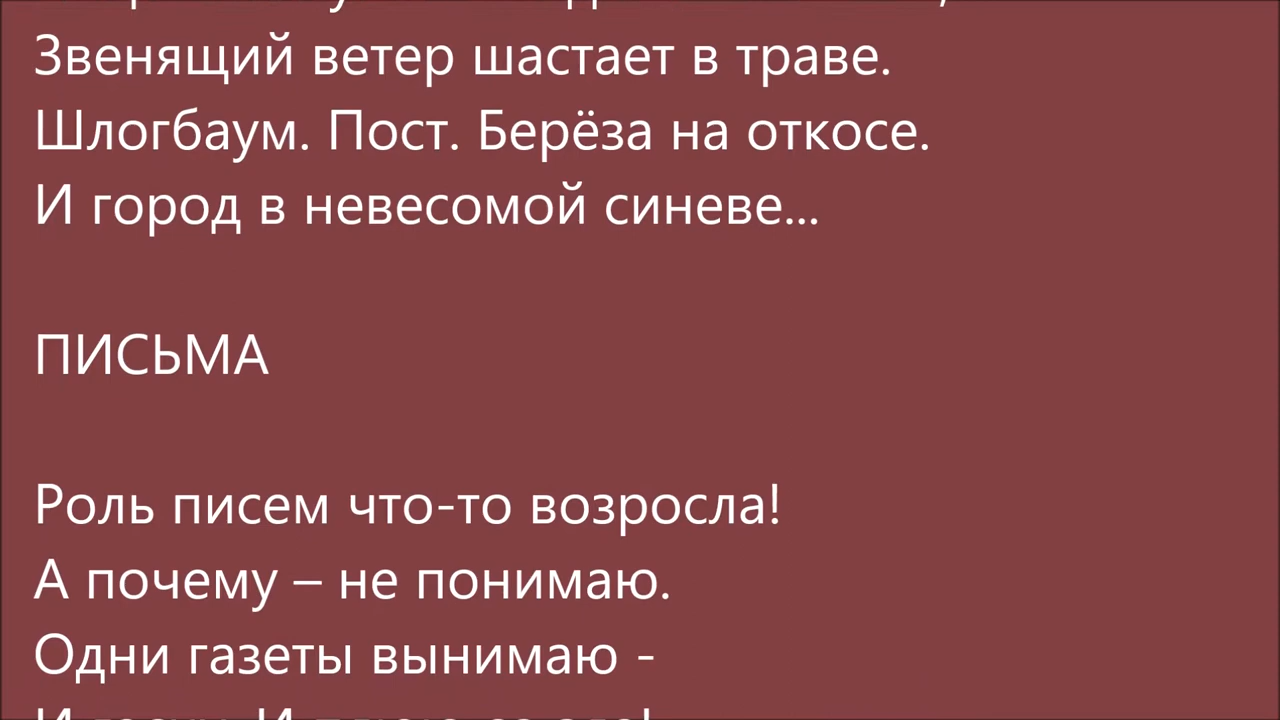 Звенящий ветер шастает в траве.
Шлогбаум. Пост. Берёза на откосе.
И город в невесомой синеве...
ПИСЬМА
Роль писем что-то возросла!
А почему – не понимаю.
Одни газеты вынимаю -